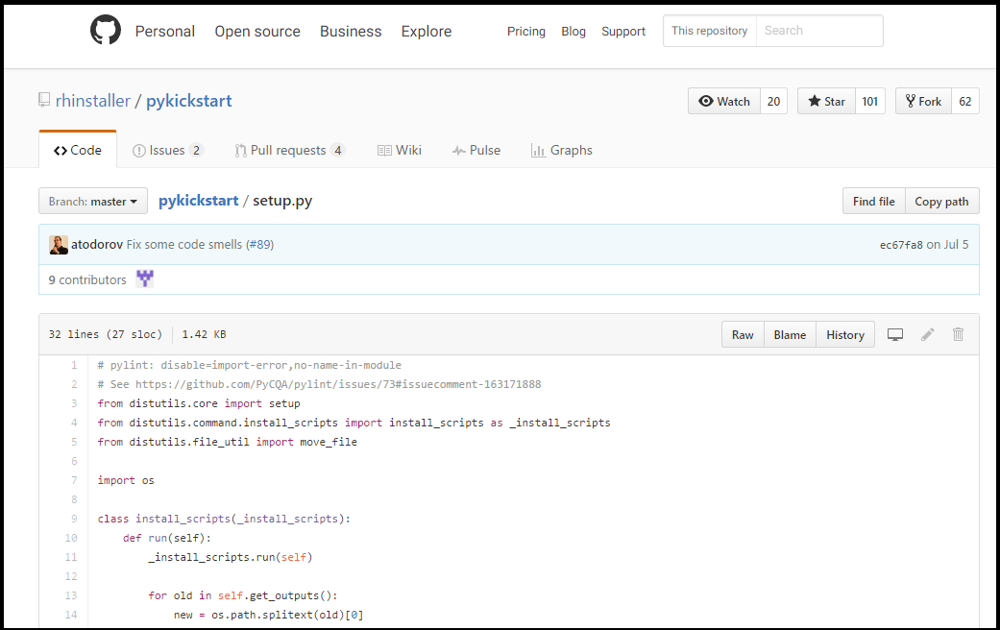 Personal Open source Business Explore Pricing Blog Support This repository Search
rhinstaller / pykickstart Watch 20 Star 101 Fork 62
Code Issues 2 Pull requests 4 Wiki Pulse Graphs
Branch: master pykickstart / setup.py Find file Copy path
atodorov Fix some code smells (#89) ec67fa8 on Jul 5
9 contributors
32 lines (27 sloc) 1.42 KB Raw Blame History
1 # pylint: disable=import-error,no-name-in-module
2 # See https://github.com/PyCQA/pylint/issues/73#issuecomment-163171888
3 from distutils.core import setup
4 from distutils.command.install_scripts import install_scripts as _install_scripts
5 from distutils.file_util import move_file
6
7 import os
8
9 class install_scripts(_install_scripts):
10     def run(self):
11         _install_scripts.run(self)
12
13         for old in self.get_outputs():
14             new = os.path.splitext(old)[0]